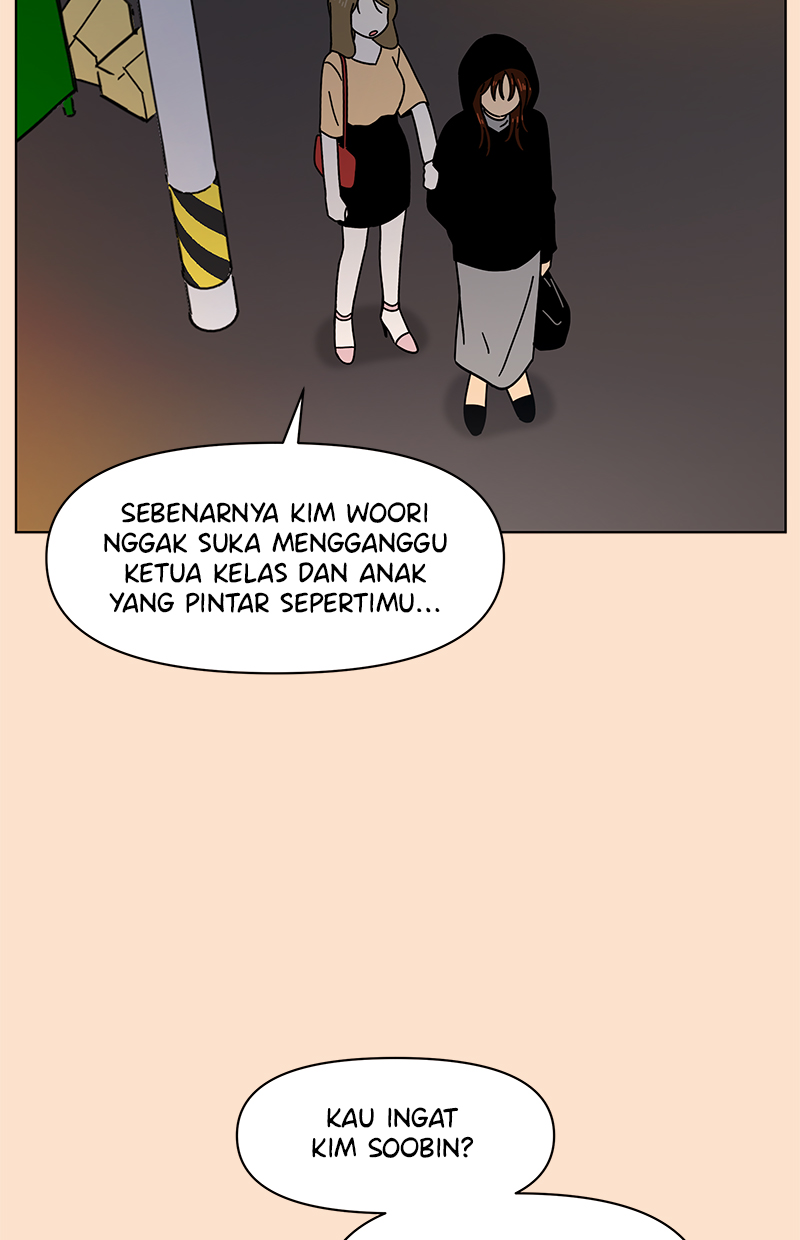 SEBENARNYA KIM WOORI
NGGAK SUKA MENGGANGGU
KETUA KELAS DAN ANAK
YANG PINTAR SEPERTIMU...
KAU INGAT
KIM SOOBIN?